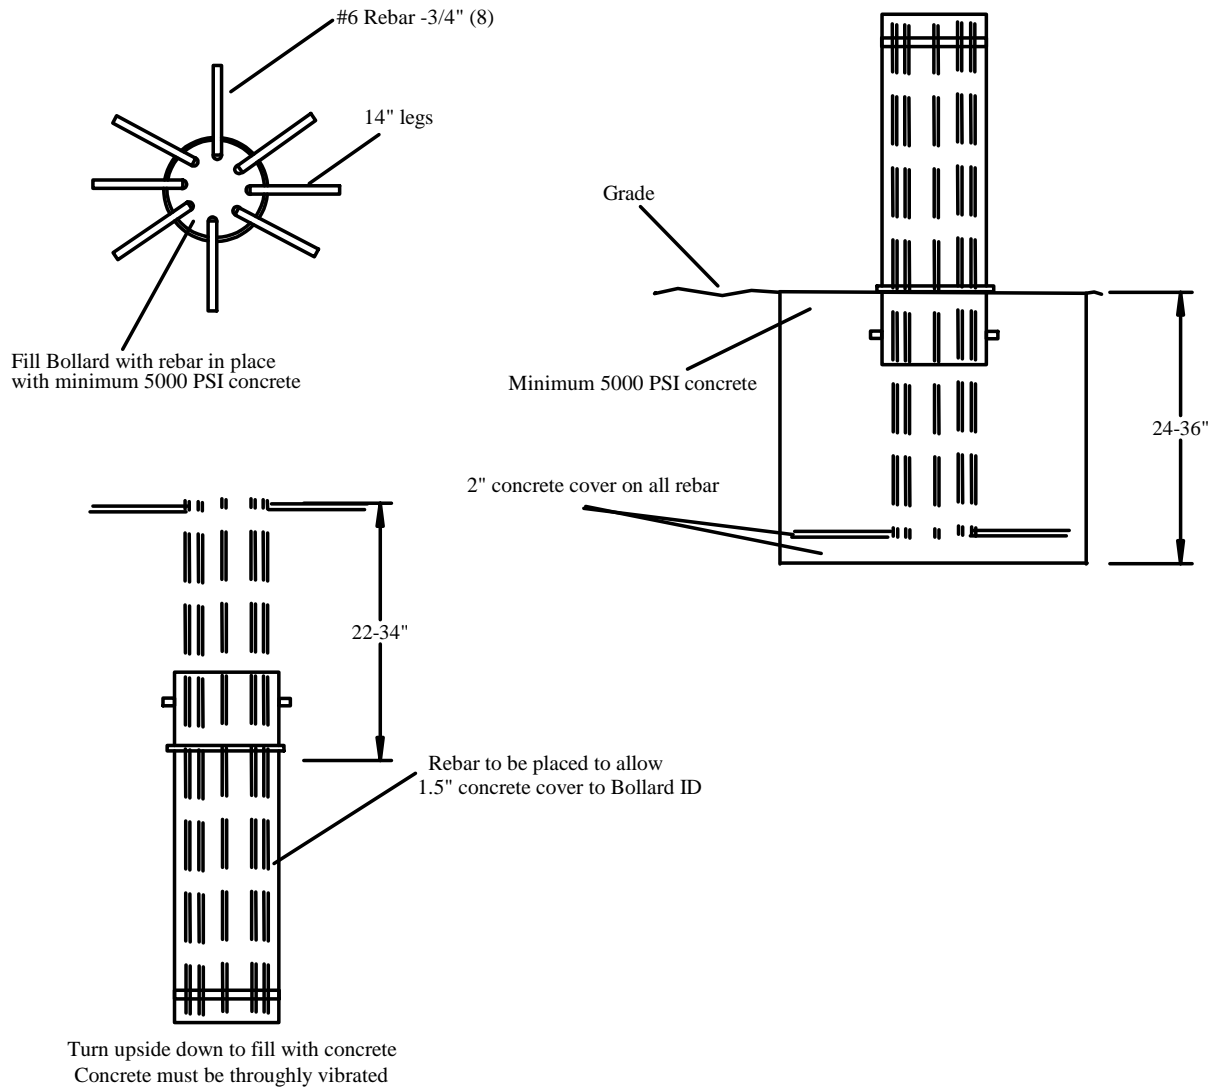 #6 Rebar -3/4" (8)
14" legs
Fill Bollard with rebar in place
with minimum 5000 PSI concrete
Grade
Minimum 5000 PSI concrete
24-36"
2" concrete cover on all rebar
22-34"
Rebar to be placed to allow
1.5" concrete cover to Bollard ID
Turn upside down to fill with concrete
Concrete must be throughly vibrated